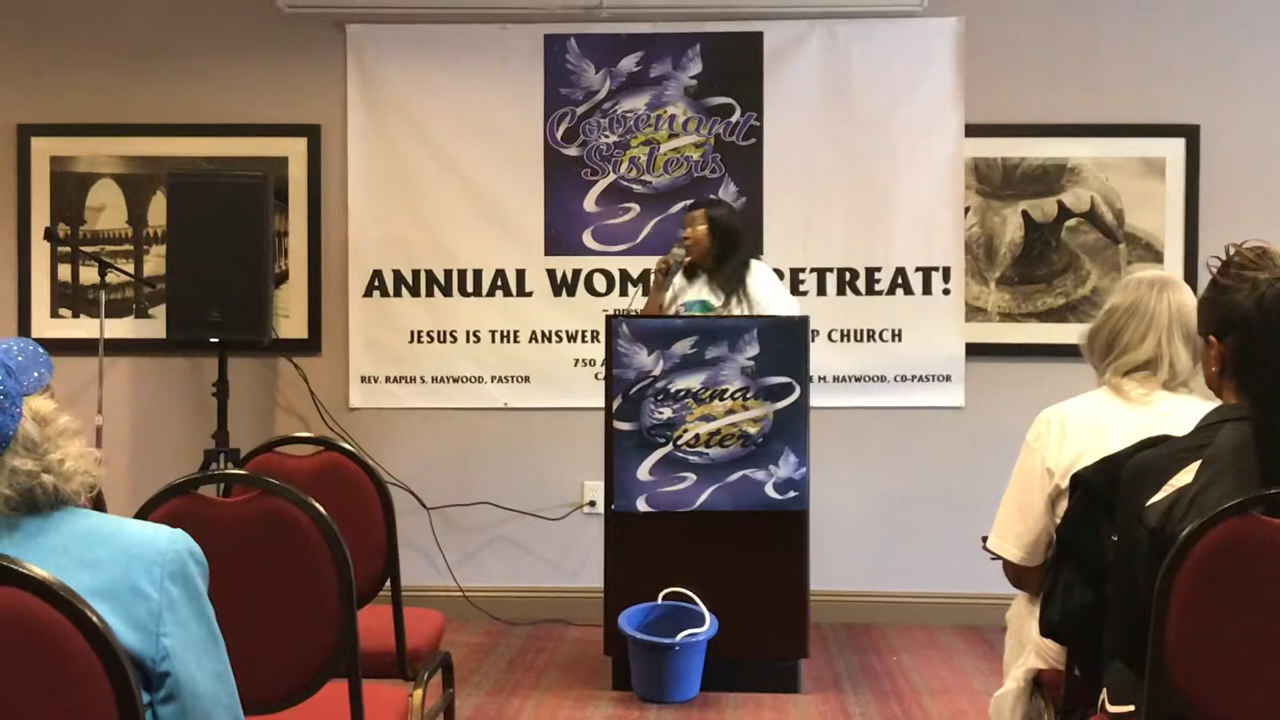 Covenant
Sisters
ANNUAL WOM RETREAT!
JESUS IS THE ANSWER P CHURCH
750
REV. RAPLH S. HAYWOOD, PASTOR
M. HAYWOOD, CO-PASTOR
Covenan
Sisters